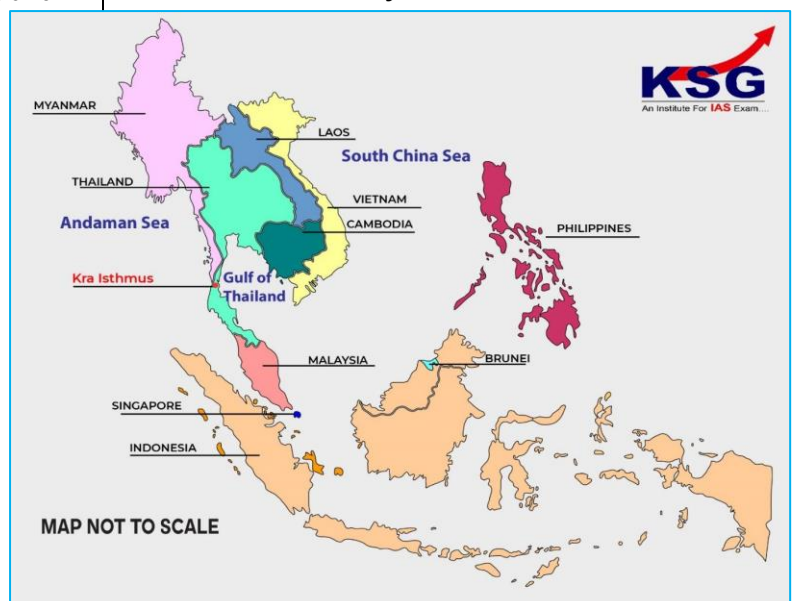 KSG
An Institute For IAS Exam....
MYANMAR
LAOS
South China Sea
THAILAND
VIETNAM
Andaman Sea
CAMBODIA
PHILIPPINES
Kra Isthmus
Gulf of
Thailand
MALAYSIA
BRUNEI
SINGAPORE
INDONESIA
MAP NOT TO SCALE